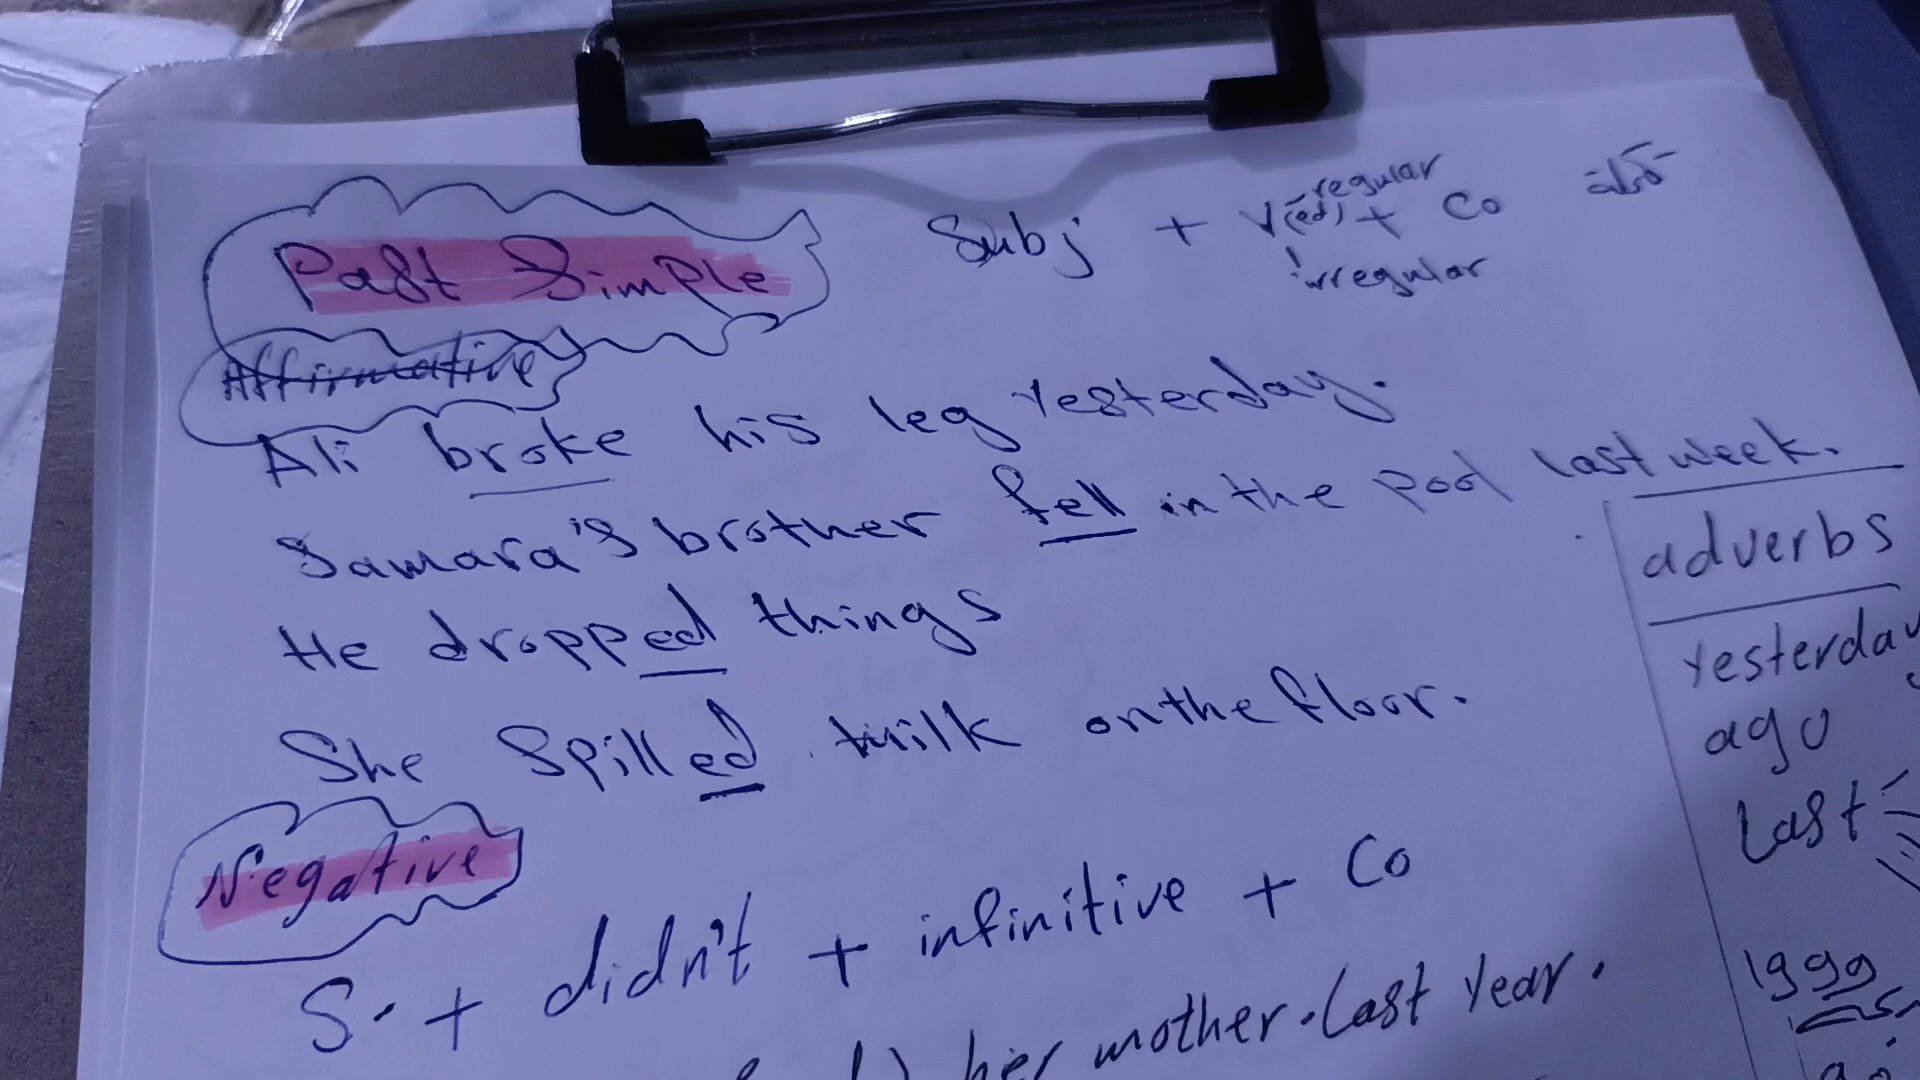 Past Simple
Subj + V(ed) + Co
regular
irregular
Affirmative
Ali broke his leg Yesterday.
Samara's brother fell in the pool last week.
He dropped things
She Spilled milk on the floor.
adverbs
Yesterday
ago
Last
1999
Negative
S. + didn't + infinitive + Co
her mother. Last Year.